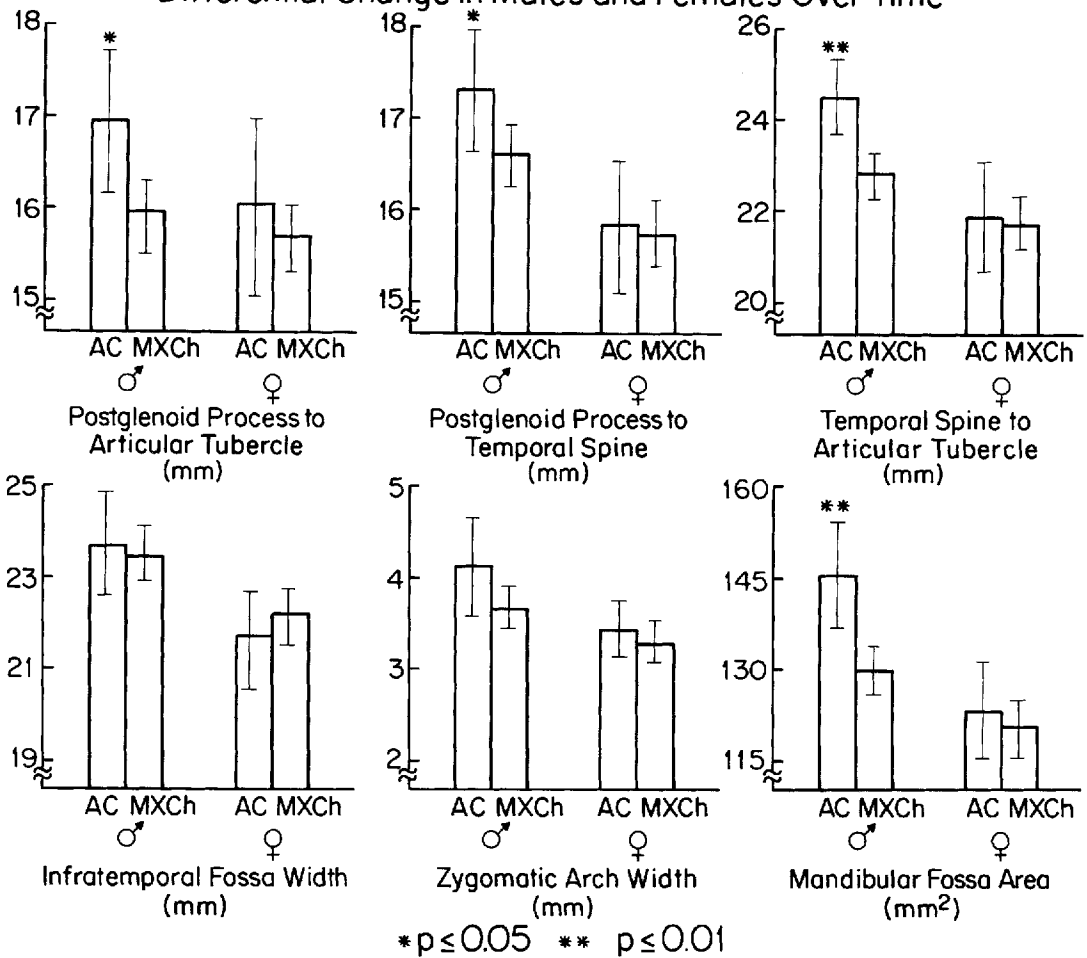 Differential Change in Males and Females Over Time
18
17
16
15
*
AC MXCh AC MXCh
♂ ♀
Postglenoid Process to
Articular Tubercle
(mm)
18
17
16
15
*
AC MXCh AC MXCh
♂ ♀
Postglenoid Process to
Temporal Spine
(mm)
26
24
22
20
**
AC MXCh AC MXCh
♂ ♀
Temporal Spine to
Articular Tubercle
(mm)
25
23
21
19
AC MXCh AC MXCh
♂ ♀
Infratemporal Fossa Width
(mm)
5
4
3
2
AC MXCh AC MXCh
♂ ♀
Zygomatic Arch Width
(mm)
160
145
130
115
**
AC MXCh AC MXCh
♂ ♀
Mandibular Fossa Area
(mm²)
* p ≤ 0.05 ** p ≤ 0.01